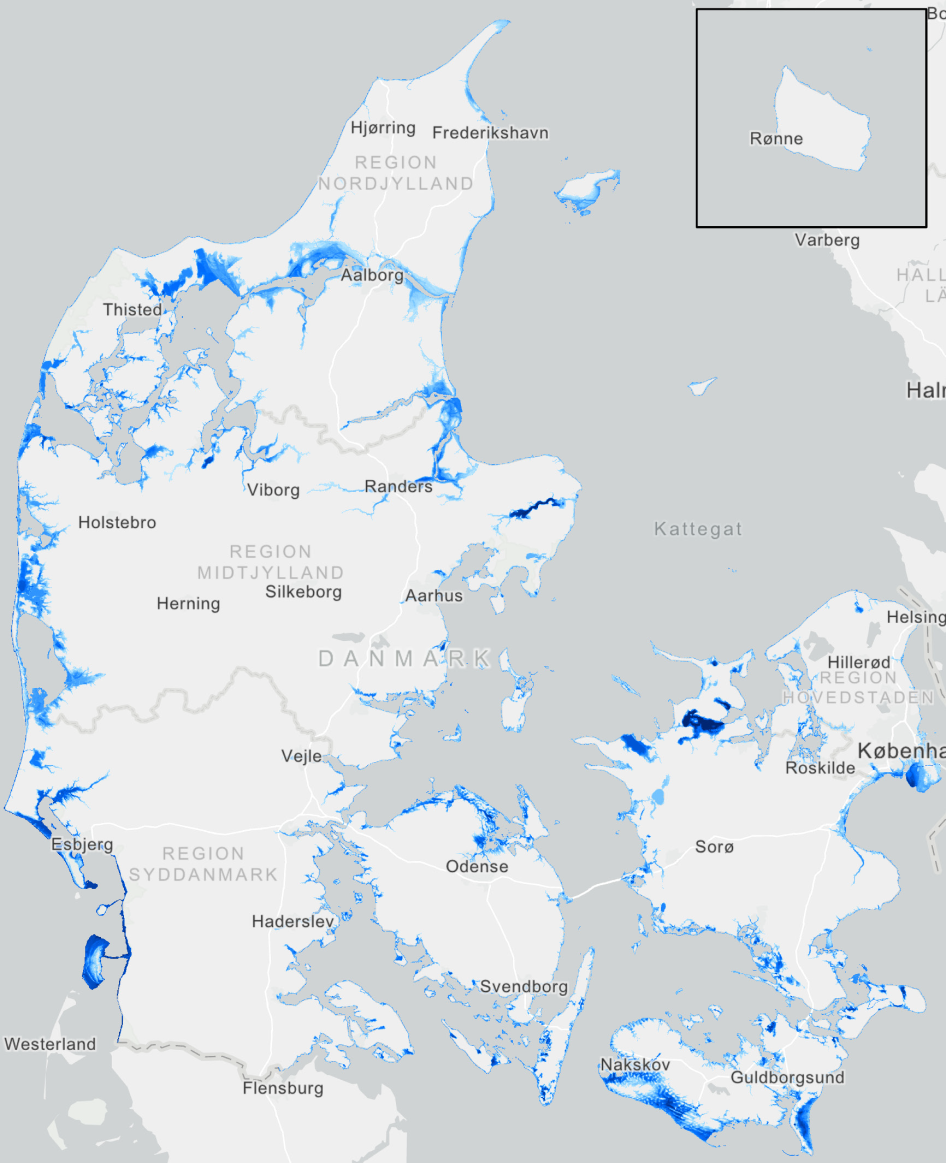 Bo
Rønne
Hjørring
Frederikshavn
REGION
NORDJYLLAND
Varberg
HALL
LÄ
Aalborg
Thisted
Haln
Viborg
Randers
Holstebro
Kattegat
REGION
MIDTJYLLAND
Silkeborg
Herning
Aarhus
Helsing
DANMARK
Hillerød
REGION
HOVEDSTADEN
Københa
Vejle
Roskilde
Esbjerg
REGION
SYDDANMARK
Sorø
Odense
Haderslev
Svendborg
Westerland
Nakskov
Guldborgsund
Flensburg